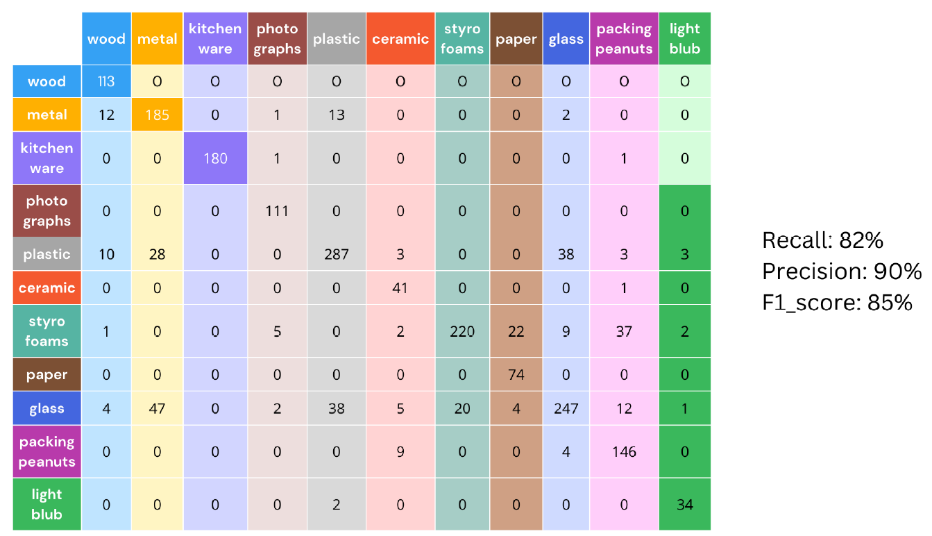 wood metal kitchen ware photo graphs plastic ceramic styro foams paper glass packing peanuts light blub
wood 113 0 0 0 0 0 0 0 0 0 0
metal 12 185 0 1 13 0 0 0 2 0 0
kitchen ware 0 0 180 1 0 0 0 0 0 1 0
photo graphs 0 0 0 111 0 0 0 0 0 0 0
plastic 10 28 0 0 287 3 0 0 38 3 3
ceramic 0 0 0 0 0 41 0 0 0 1 0
styro foams 1 0 0 5 0 2 220 22 9 37 2
paper 0 0 0 0 0 0 0 74 0 0 0
glass 4 47 0 2 38 5 20 4 247 12 1
packing peanuts 0 0 0 0 0 9 0 0 4 146 0
light blub 0 0 0 0 2 0 0 0 0 0 34
Recall: 82%
Precision: 90%
F1_score: 85%